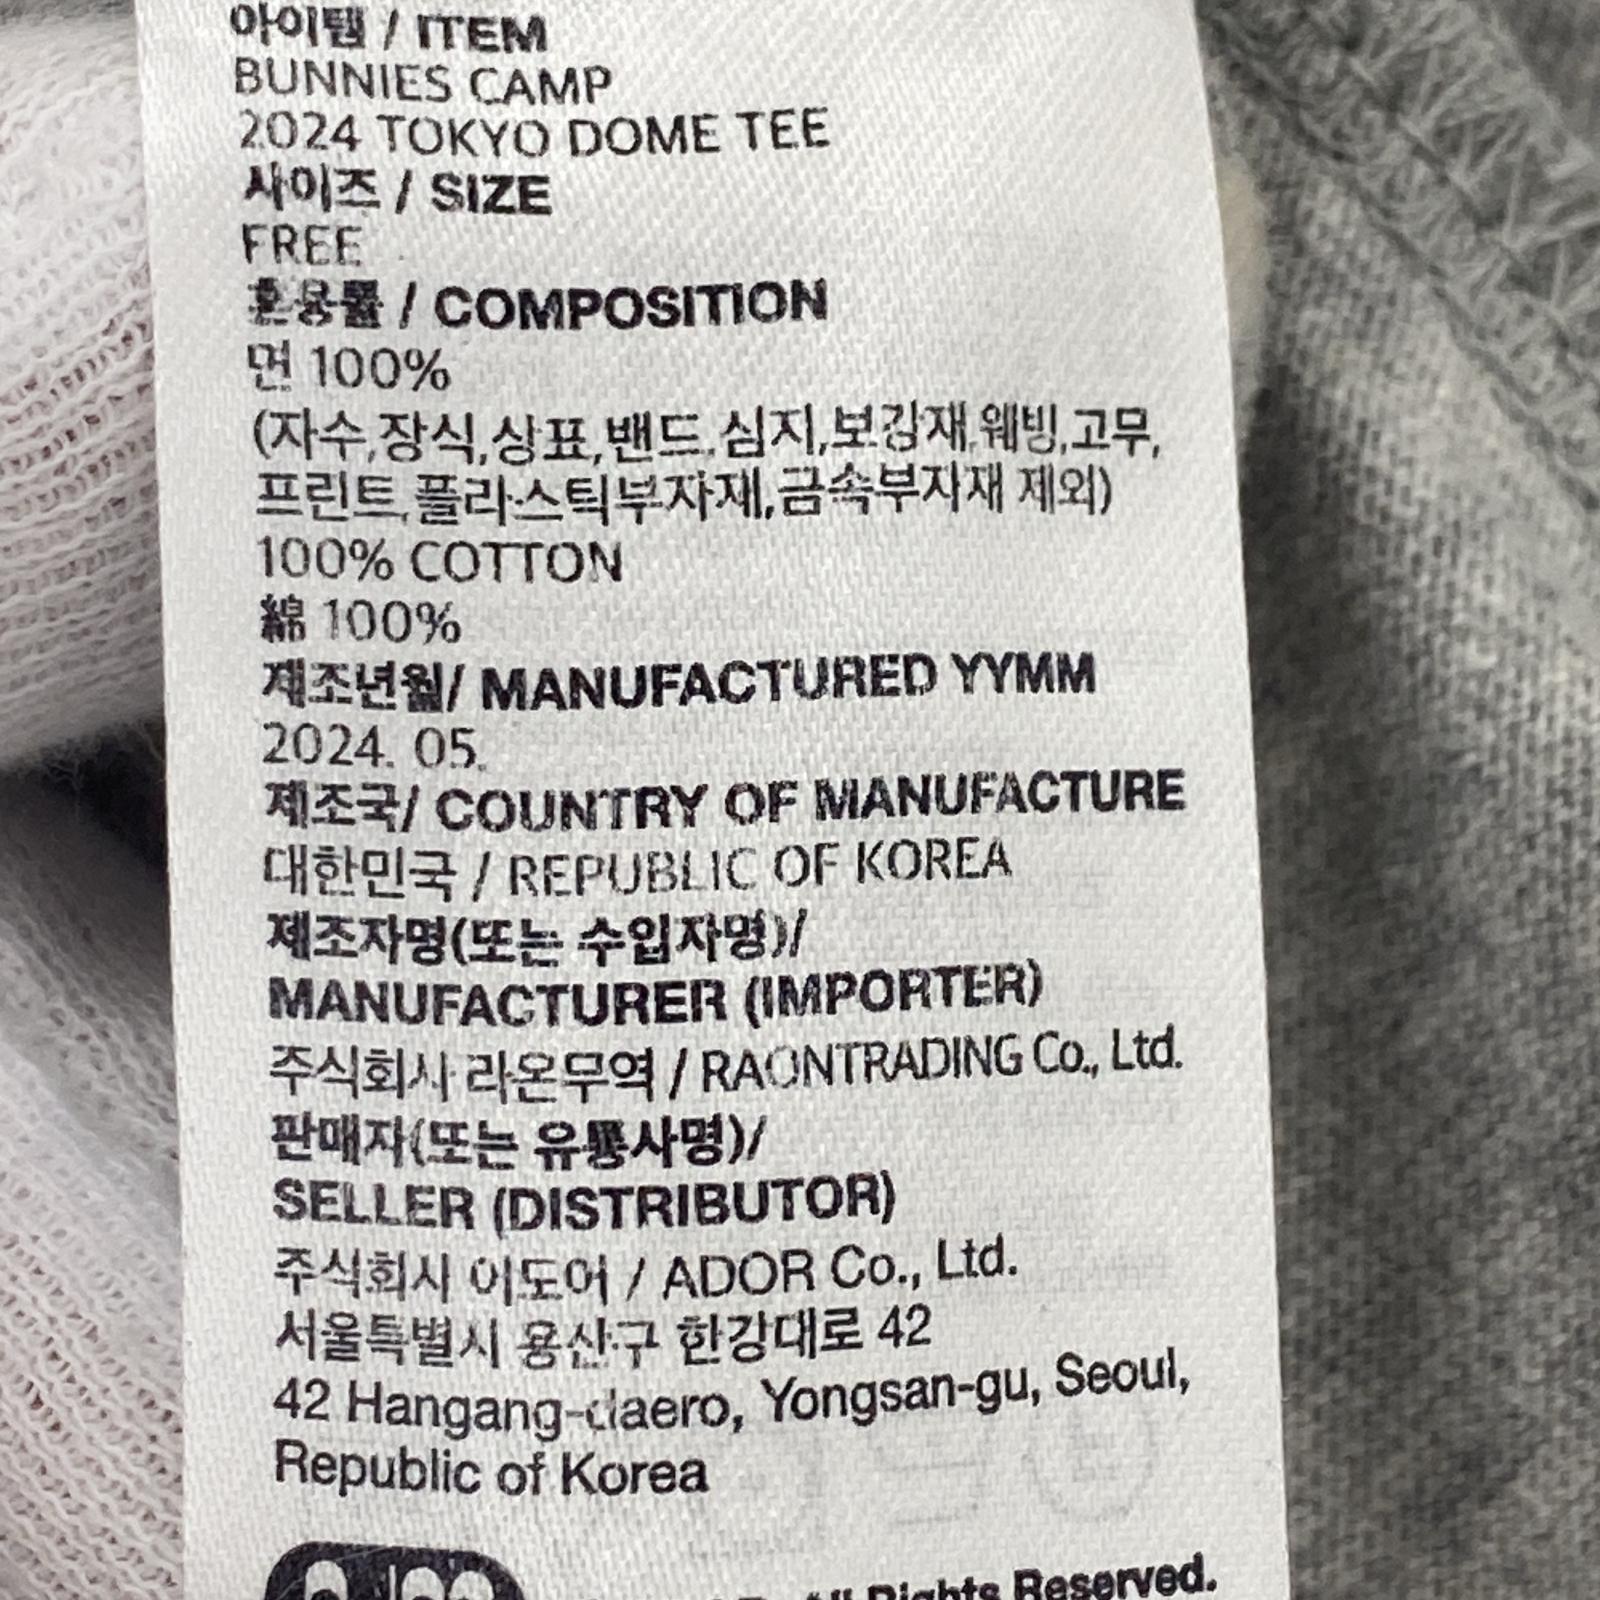 아이템 / ITEM
BUNNIES CAMP
2024 TOKYO DOME TEE
사이즈 / SIZE
FREE
혼용률 / COMPOSITION
면 100%
(자수,장식,상표,밴드,심지,보강재,웨빙,고무,
프린트,플라스틱부자재,금속부자재 제외)
100% COTTON
綿 100%
제조년월/ MANUFACTURED YYMM
2024. 05.
제조국/ COUNTRY OF MANUFACTURE
대한민국 / REPUBLIC OF KOREA
제조자명(또는 수입자명)/
MANUFACTURER (IMPORTER)
주식회사 라온무역 / RAONTRADING Co., Ltd.
판매자(또는 유통사명)/
SELLER (DISTRIBUTOR)
주식회사 어도어 / ADOR Co., Ltd.
서울특별시 용산구 한강대로 42
42 Hangang-daero, Yongsan-gu, Seoul,
Republic of Korea
All Rights Reserved.